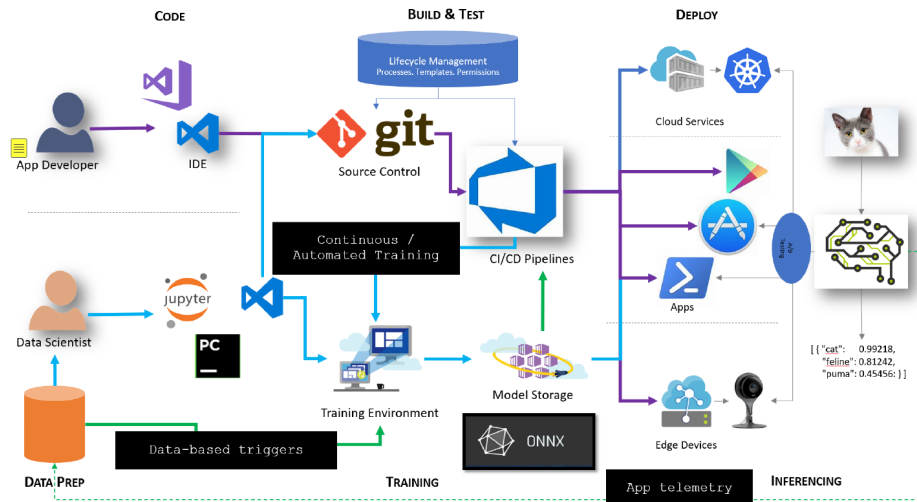 CODE
BUILD & TEST
DEPLOY
Lifecycle Management
Processes. Templates. Permissions
App Developer
IDE
git
Source Control
Cloud Services
Continuous /
Automated Training
CI/CD Pipelines
A/B
Testing
Apps
jupyter
Data Scientist
PC
Training Environment
Model Storage
[ { "cat": 0.99218,
"feline": 0.81242,
"puma": 0.45456: } ]
Data-based triggers
ONNX
Edge Devices
DATA PREP
TRAINING
App telemetry
INFERENCING